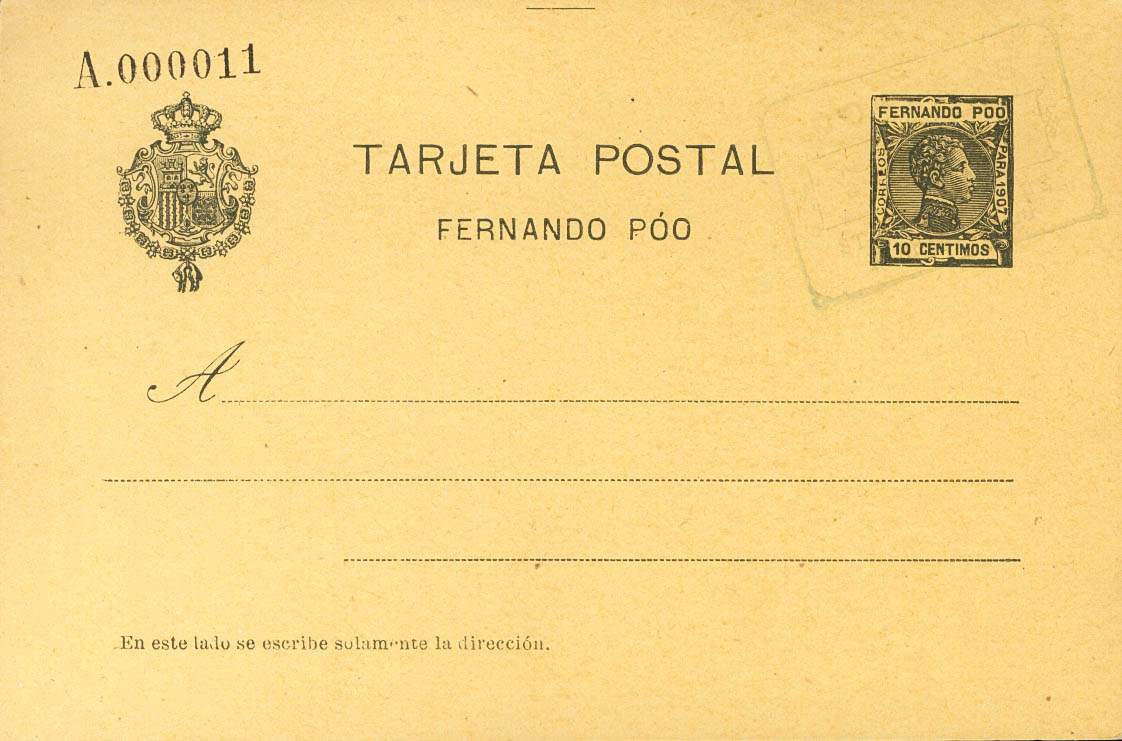 A.000011
TARJETA POSTAL
FERNANDO PÓO
FERNANDO POO
CORREOS
PARA 1907
10 CENTIMOS
A
En este lado se escribe solamente la dirección.